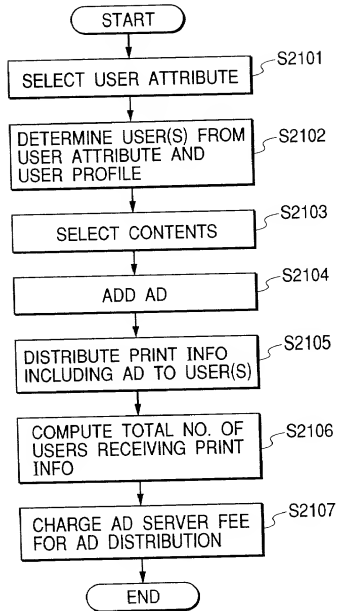 START
SELECT USER ATTRIBUTE
S2101
DETERMINE USER(S) FROM
USER ATTRIBUTE AND
USER PROFILE
S2102
SELECT CONTENTS
S2103
ADD AD
S2104
DISTRIBUTE PRINT INFO
INCLUDING AD TO USER(S)
S2105
COMPUTE TOTAL NO. OF
USERS RECEIVING PRINT
INFO
S2106
CHARGE AD SERVER FEE
FOR AD DISTRIBUTION
S2107
END